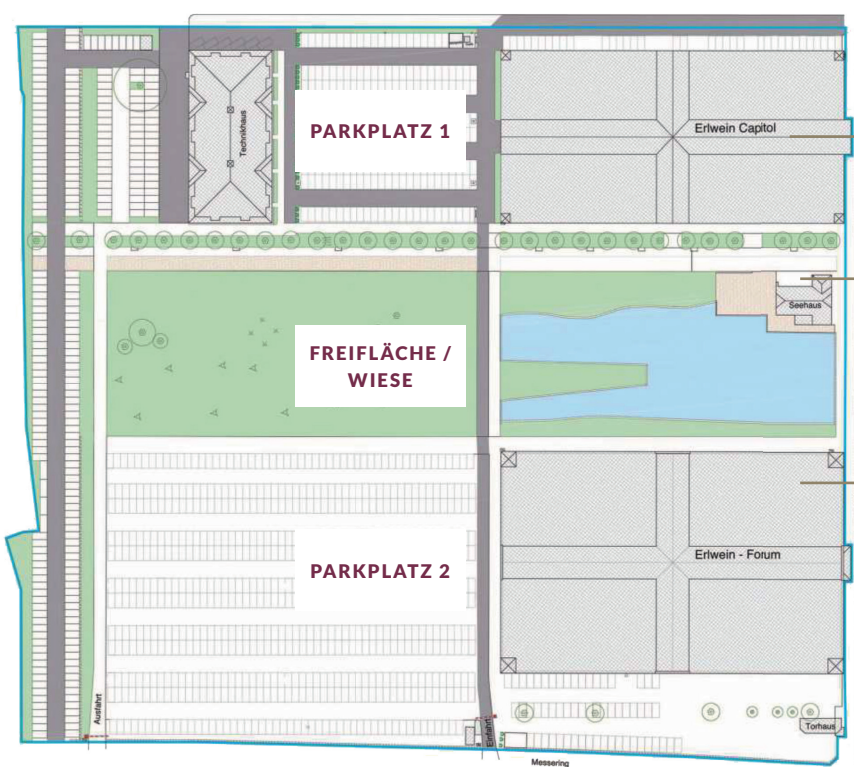 PARKPLATZ 1
Technikhaus
Erlwein Capitol
Seehaus
FREIFLÄCHE /
WIESE
Erlwein - Forum
PARKPLATZ 2
Ausfahrt
Einfahrt
Torhaus
Messering